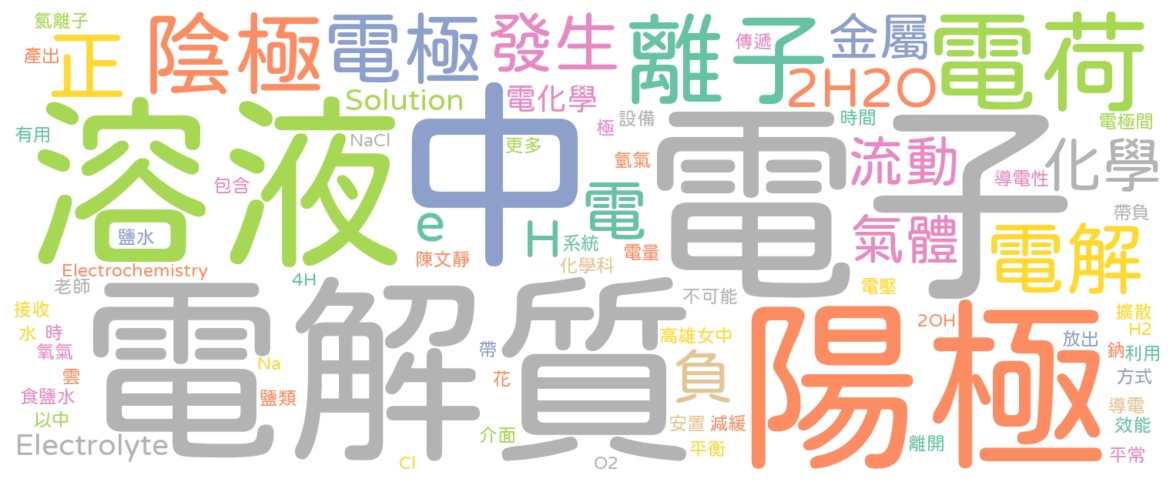 氯離子
產出
正
陰極
電極
發生
離子
傳遞
金屬
電荷
2H2O
Solution
電化學
極
設備
時間
電極間
有用
溶液
NaCl
中
更多
氫氣
電子
流動
導電性
化學
包含
鹽水
e
H
電
系統
電量
氣體
帶負
電解
Electrochemistry
4H
陳文靜
化學科
老師
電解質
不可能
電壓
接收
水
時
氧氣
雲
食鹽水
以中
Na
鹽類
帶
花
高雄女中
負
陽極
2OH
擴散
H2
放出
鈉
利用
方式
導電
效能
Electrolyte
介面
安置
減緩
平衡
離開
平常
Cl
O2